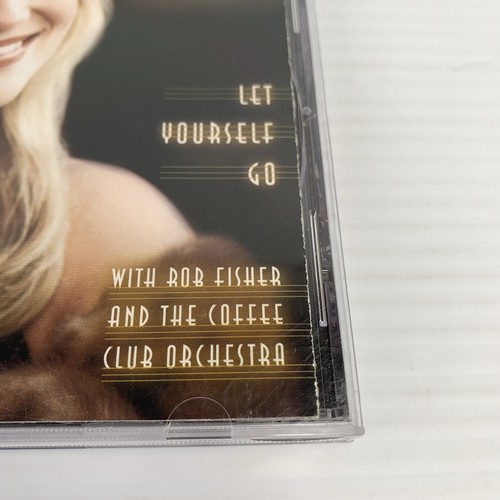 LET
YOURSELF
GO
WITH ROB FISHER
AND THE COFFEE
CLUB ORCHESTRA